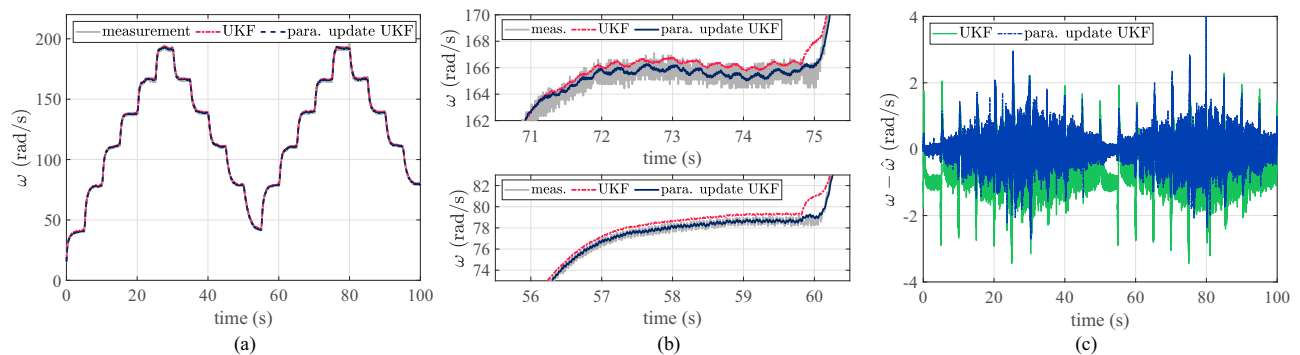 measurement UKF para. update UKF
200
150
100
50
0
ω (rad/s)
0 20 40 60 80 100
time (s)
(a)
meas. UKF para. update UKF
170
168
166
164
162
ω (rad/s)
71 72 73 74 75
time (s)
meas. UKF para. update UKF
82
80
78
76
74
ω (rad/s)
56 57 58 59 60
time (s)
(b)
UKF para. update UKF
4
2
0
-2
-4
ω − ω̂ (rad/s)
0 20 40 60 80 100
time (s)
(c)